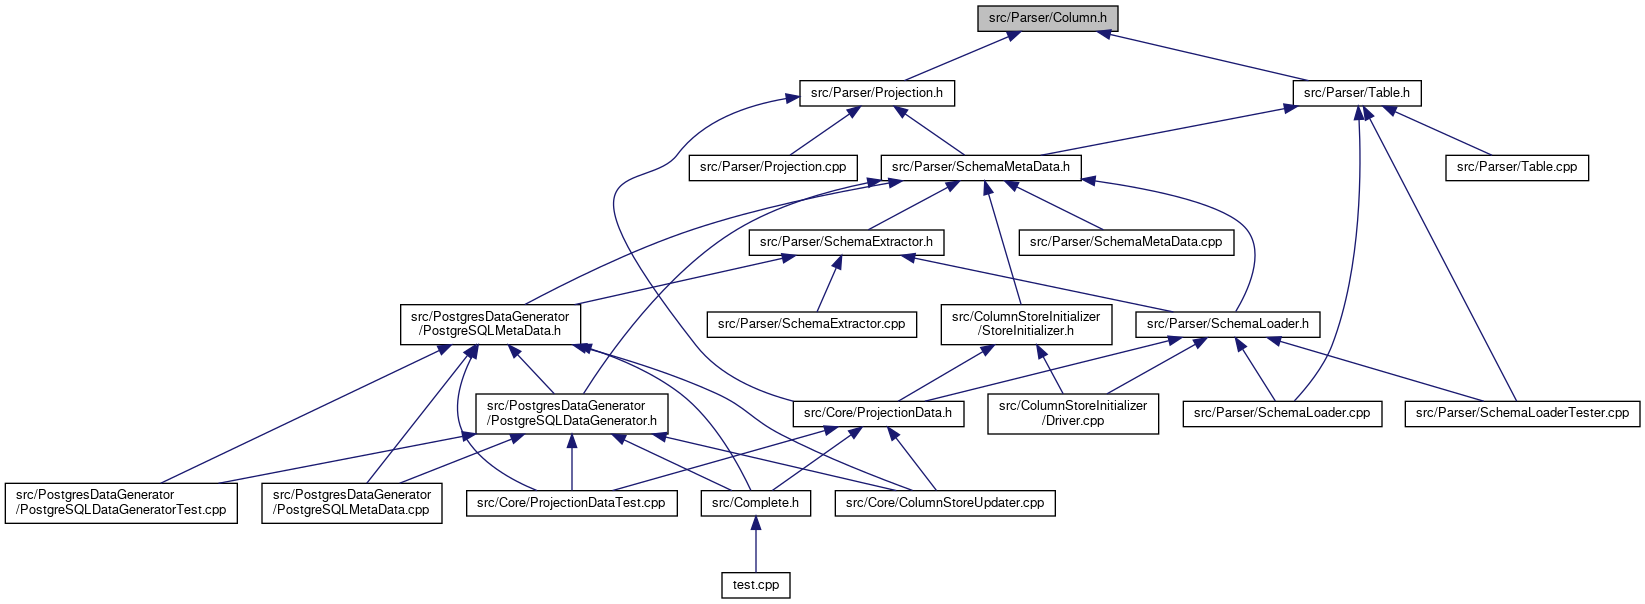 src/Parser/Column.h
src/Parser/Projection.h
src/Parser/Table.h
src/Parser/Projection.cpp
src/Parser/SchemaMetaData.h
src/Parser/Table.cpp
src/Parser/SchemaExtractor.h
src/Parser/SchemaMetaData.cpp
src/PostgresDataGenerator
/PostgreSQLMetaData.h
src/Parser/SchemaExtractor.cpp
src/ColumnStoreInitializer
/StoreInitializer.h
src/Parser/SchemaLoader.h
src/PostgresDataGenerator
/PostgreSQLDataGenerator.h
src/Core/ProjectionData.h
src/ColumnStoreInitializer
/Driver.cpp
src/Parser/SchemaLoader.cpp
src/Parser/SchemaLoaderTester.cpp
src/PostgresDataGenerator
/PostgreSQLDataGeneratorTest.cpp
src/PostgresDataGenerator
/PostgreSQLMetaData.cpp
src/Core/ProjectionDataTest.cpp
src/Complete.h
src/Core/ColumnStoreUpdater.cpp
test.cpp